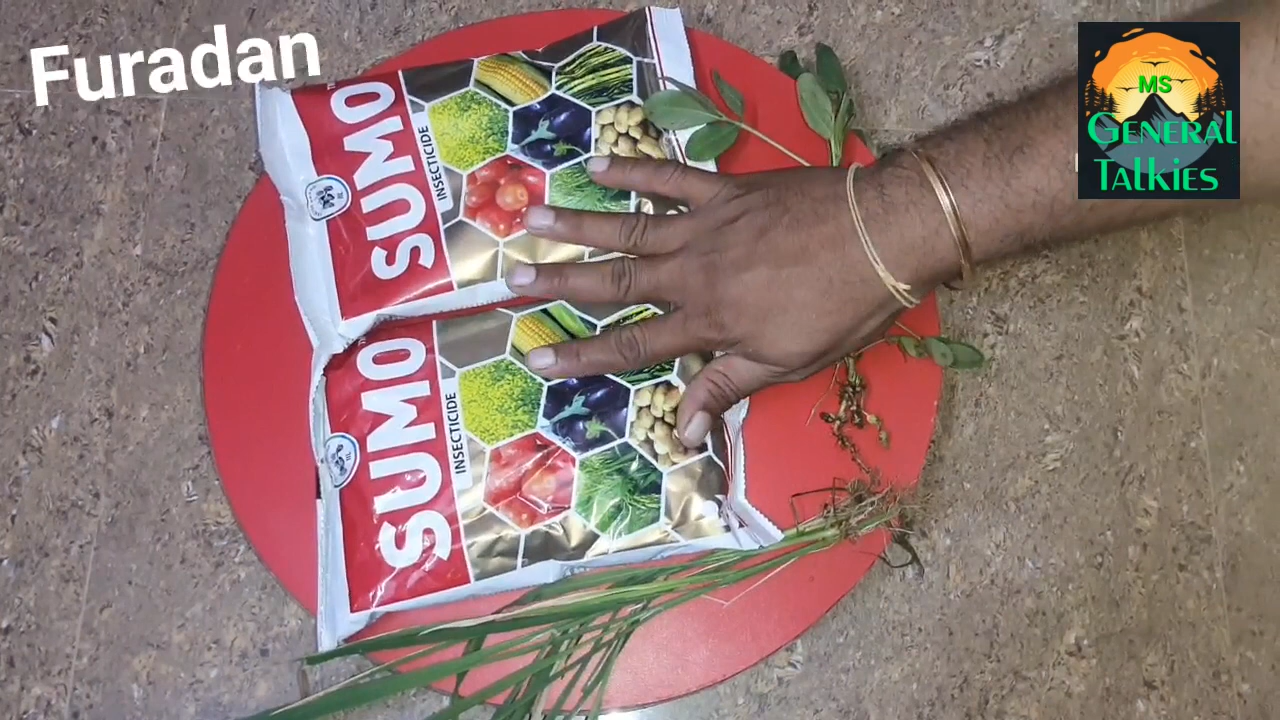 Furadan
MS
General
Talkies
SUMO
INSECTICIDE
SUMO
INSECTICIDE